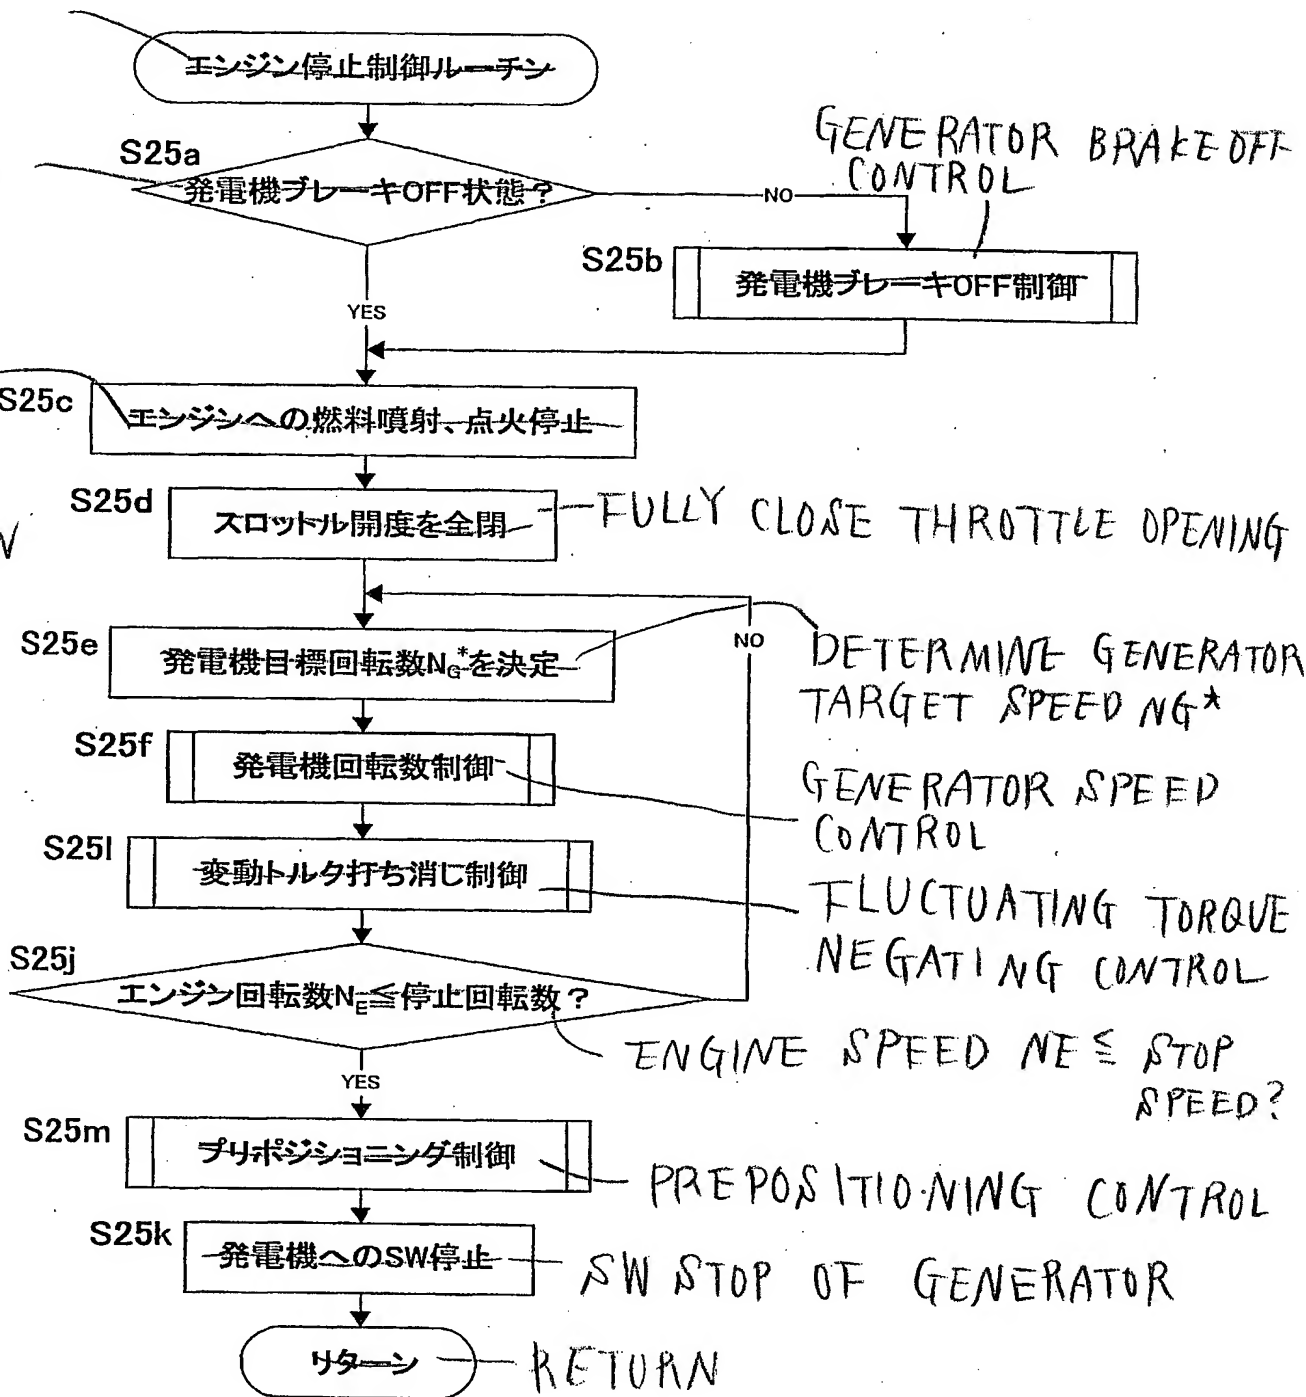 エンジン停止制御ルーチン
S25a
発電機ブレーキOFF状態？
NO
GENERATOR BRAKE OFF
CONTROL
S25b
発電機ブレーキOFF制御
YES
S25c
エンジンへの燃料噴射、点火停止
S25d
スロットル開度を全閉
FULLY CLOSE THROTTLE OPENING
NO
S25e
発電機目標回転数NG*を決定
DETERMINE GENERATOR
TARGET SPEED NG*
S25f
発電機回転数制御
GENERATOR SPEED
CONTROL
S25l
変動トルク打ち消し制御
FLUCTUATING TORQUE
NEGATING CONTROL
S25j
エンジン回転数NE≦停止回転数？
ENGINE SPEED NE ≦ STOP
SPEED?
YES
S25m
プリポジショニング制御
PREPOSITIONING CONTROL
S25k
発電機へのSW停止
SW STOP OF GENERATOR
リターン
RETURN